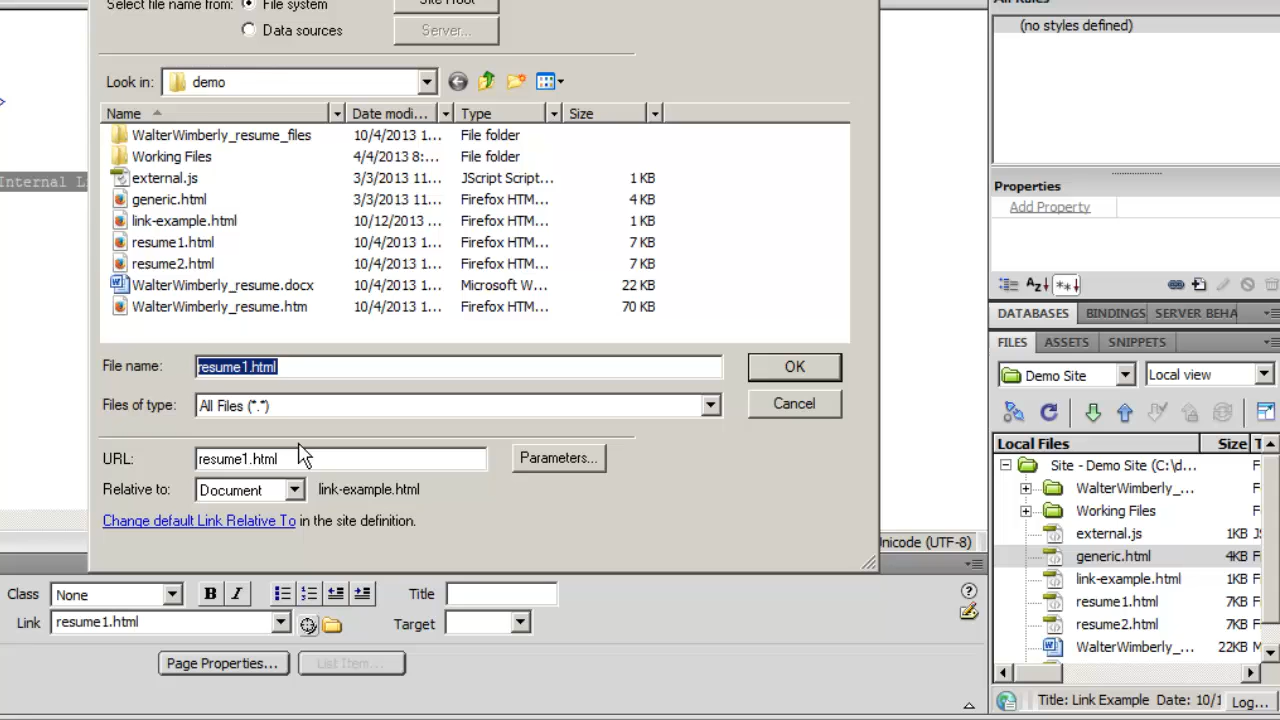 Select file name from: File system Site Root
Data sources Server...
All Rules
(no styles defined)
Look in: demo
Name Date modi... Type Size
WalterWimberly_resume_files 10/4/2013 1... File folder
Working Files 4/4/2013 8:... File folder
external.js 3/3/2013 11... JScript Script... 1 KB
generic.html 3/3/2013 11... Firefox HTM... 4 KB
link-example.html 10/12/2013 ... Firefox HTM... 1 KB
resume1.html 10/4/2013 1... Firefox HTM... 7 KB
resume2.html 10/4/2013 1... Firefox HTM... 7 KB
WalterWimberly_resume.docx 10/4/2013 1... Microsoft W... 22 KB
WalterWimberly_resume.htm 10/4/2013 1... Firefox HTM... 70 KB
Internal L
File name: resume1.html OK
Files of type: All Files (*.*) Cancel
URL: resume1.html Parameters...
Relative to: Document link-example.html
Change default Link Relative To in the site definition.
Unicode (UTF-8)
Properties
Add Property
DATABASES BINDINGS SERVER BEHA
FILES ASSETS SNIPPETS
Demo Site Local view
Local Files Size T
Site - Demo Site (C:\d... F
WalterWimberly_... F
Working Files F
external.js 1KB JS
generic.html 4KB F
link-example.html 1KB F
resume1.html 7KB F
resume2.html 7KB F
WalterWimberly_... 22KB M
Title: Link Example Date: 10/1 Log...
Class None B I Title
Link resume1.html Target
Page Properties... List Item...